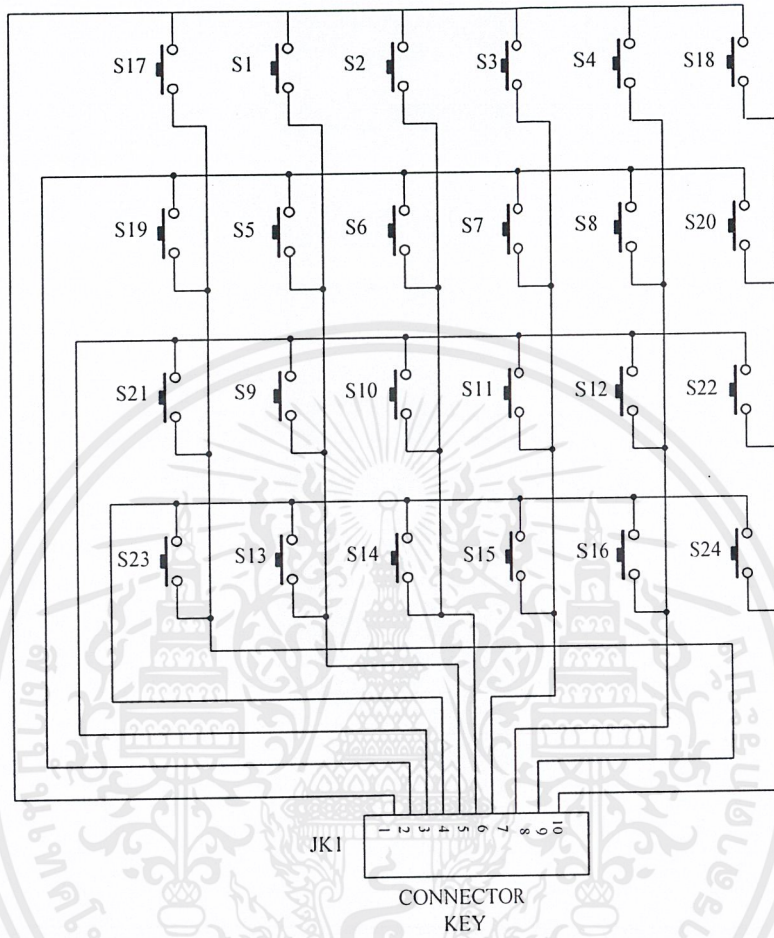 S17 S1 S2 S3 S4 S18
S19 S5 S6 S7 S8 S20
S21 S9 S10 S11 S12 S22
S23 S13 S14 S15 S16 S24
1 2 3 4 5 6 7 8 9 10
JK1
CONNECTOR
KEY